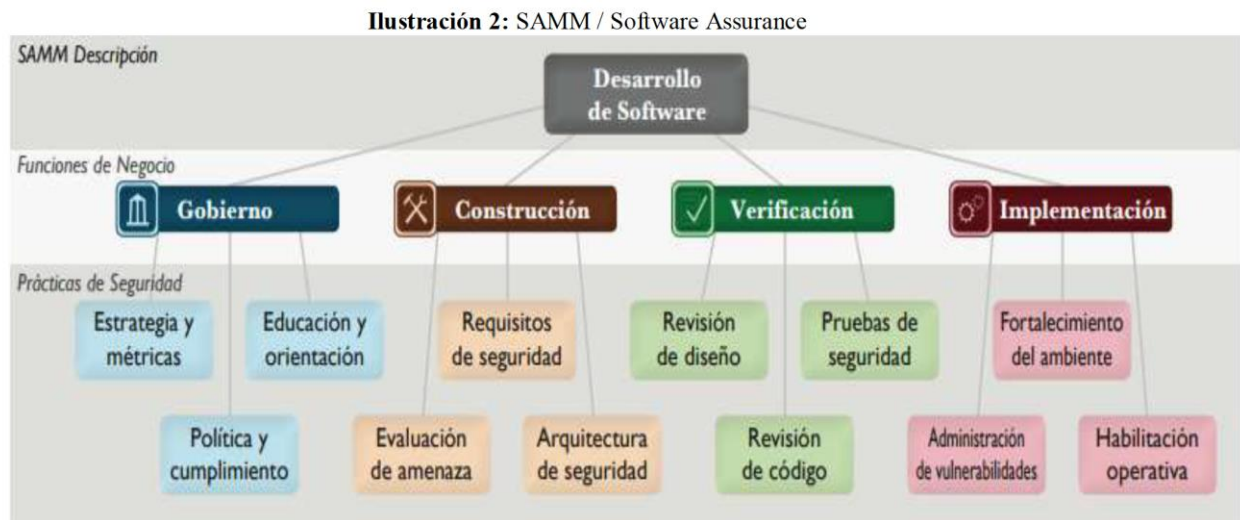 Ilustración 2: SAMM / Software Assurance
SAMM Descripción
Desarrollo
de Software
Funciones de Negocio
Gobierno
Construcción
Verificación
Implementación
Prácticas de Seguridad
Estrategia y
métricas
Educación y
orientación
Requisitos
de seguridad
Revisión
de diseño
Pruebas de
seguridad
Fortalecimiento
del ambiente
Política y
cumplimiento
Evaluación
de amenaza
Arquitectura
de seguridad
Revisión
de código
Administración
de vulnerabilidades
Habilitación
operativa